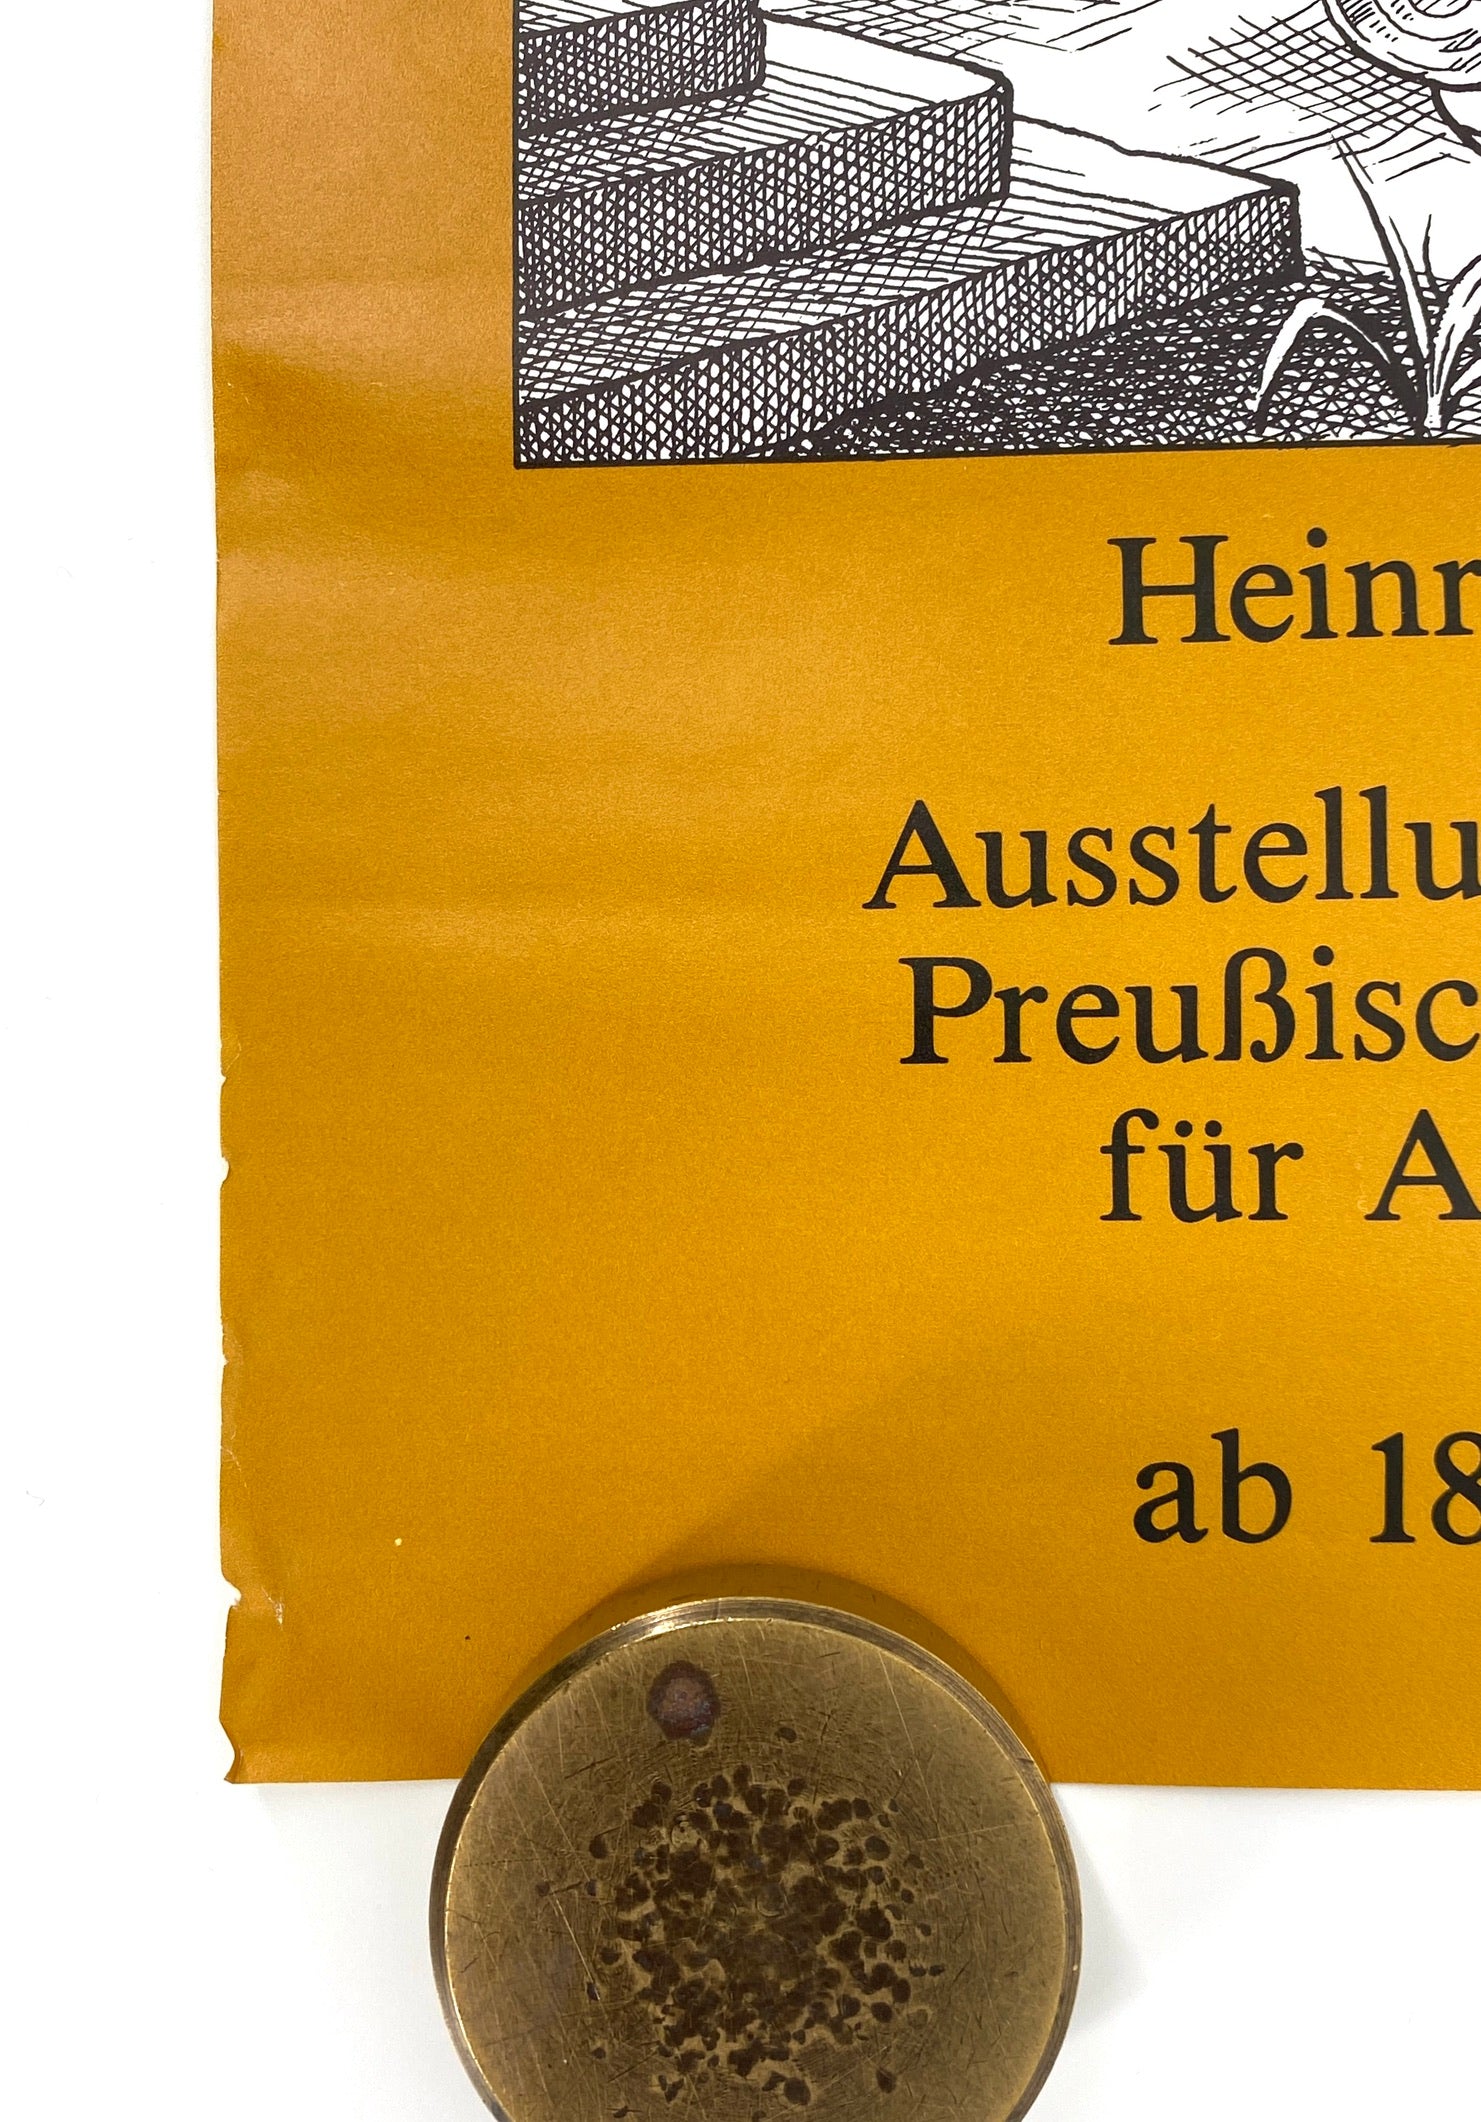 Heinr
Ausstellu
Preußisc
für A
ab 18